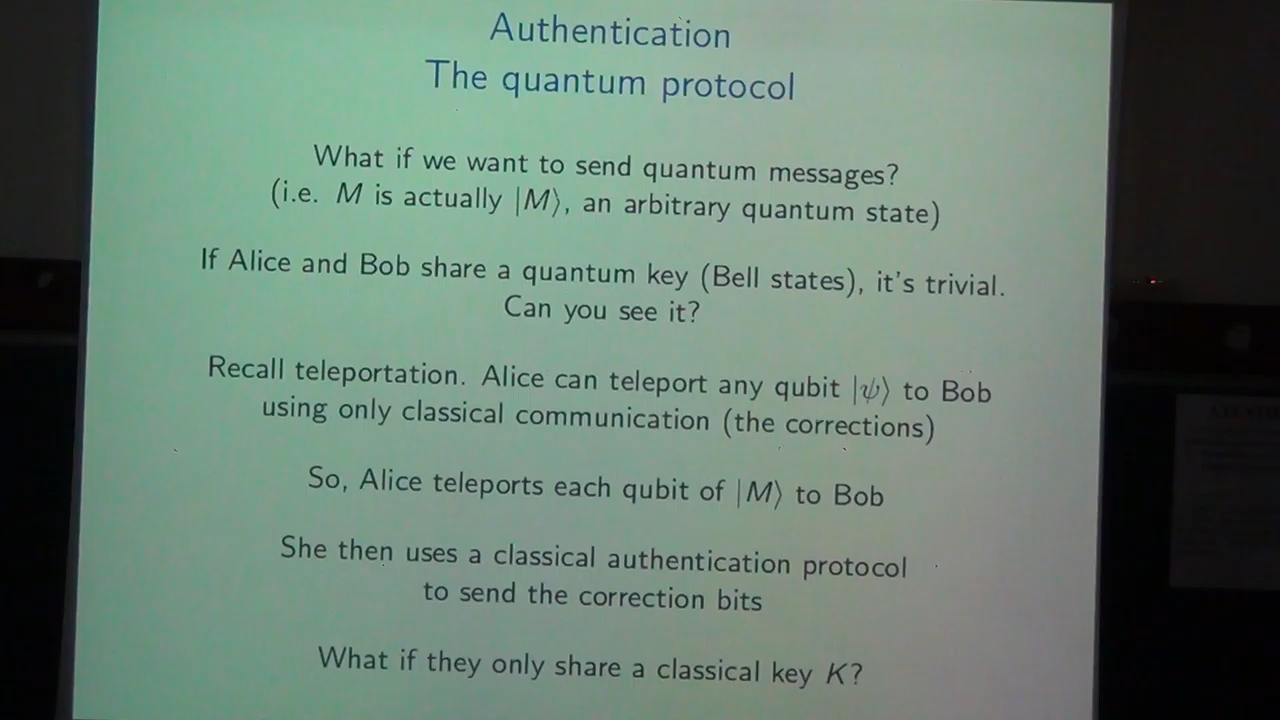 Authentication
The quantum protocol
What if we want to send quantum messages?
(i.e. M is actually |M⟩, an arbitrary quantum state)
If Alice and Bob share a quantum key (Bell states), it's trivial.
Can you see it?
Recall teleportation. Alice can teleport any qubit |ψ⟩ to Bob
using only classical communication (the corrections)
So, Alice teleports each qubit of |M⟩ to Bob
She then uses a classical authentication protocol
to send the correction bits
What if they only share a classical key K?